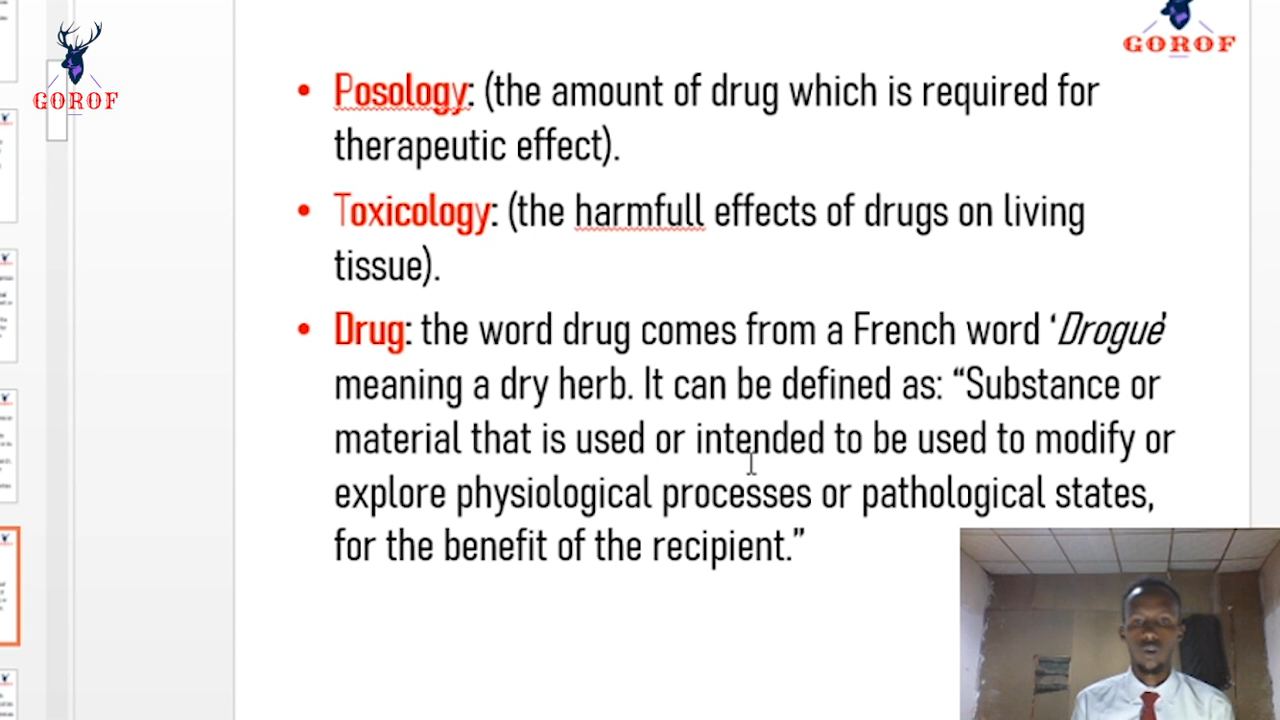 GOROF
GOROF
• Posology: (the amount of drug which is required for
therapeutic effect).
• Toxicology: (the harmfull effects of drugs on living
tissue).
• Drug: the word drug comes from a French word ‘Drogue’
meaning a dry herb. It can be defined as: “Substance or
material that is used or intended to be used to modify or
explore physiological processes or pathological states,
for the benefit of the recipient.”